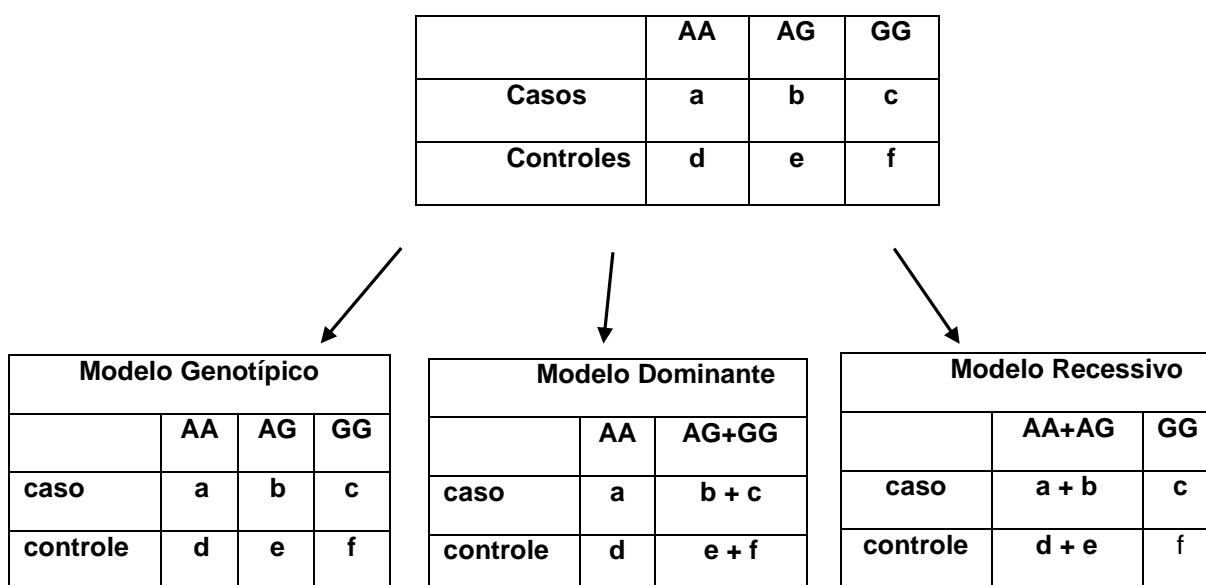 AA AG GG
Casos a b c
Controles d e f
Modelo Genotípico
AA AG GG
caso a b c
controle d e f
Modelo Dominante
AA AG+GG
caso a b + c
controle d e + f
Modelo Recessivo
AA+AG GG
caso a + b c
controle d + e f